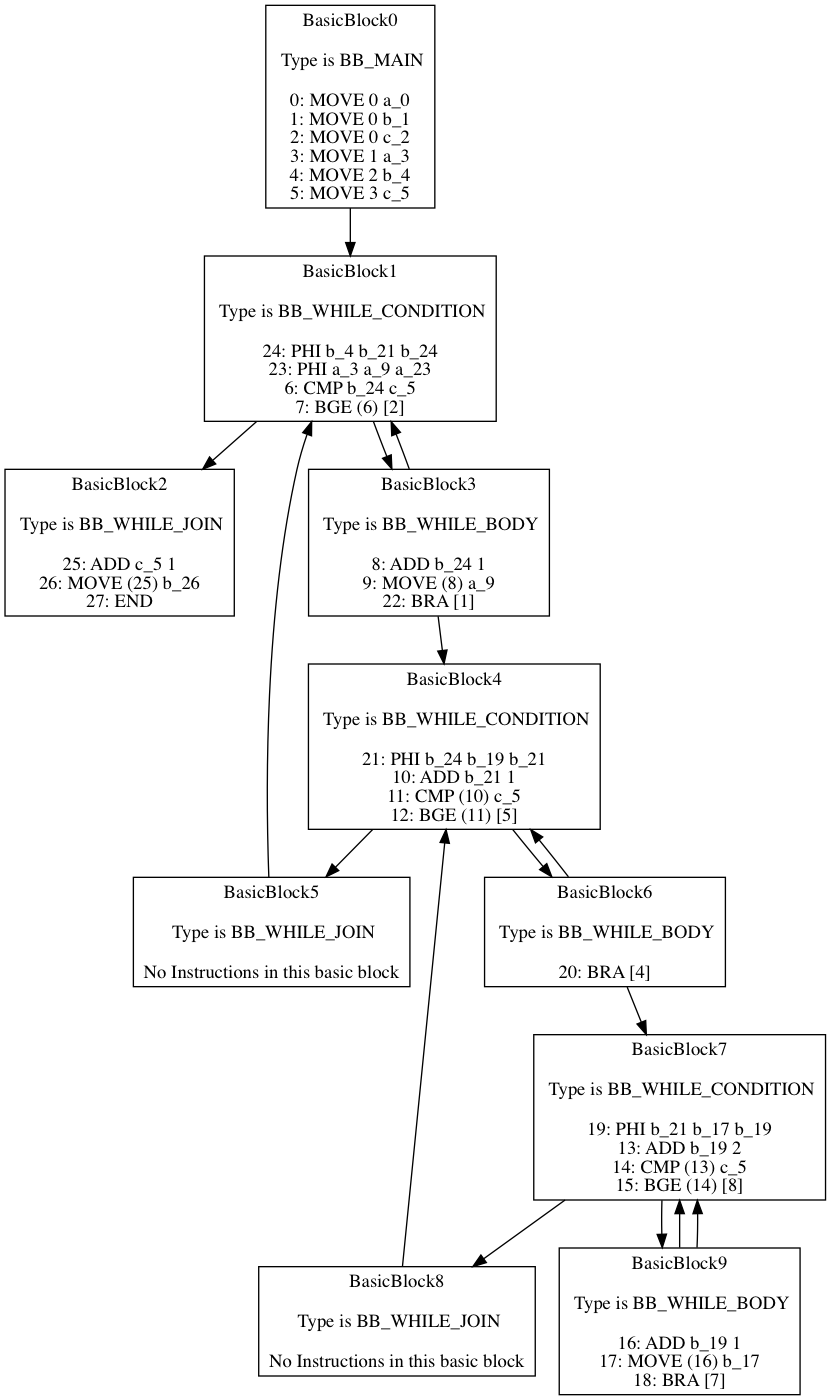 BasicBlock0
Type is BB_MAIN
0: MOVE 0 a_0
1: MOVE 0 b_1
2: MOVE 0 c_2
3: MOVE 1 a_3
4: MOVE 2 b_4
5: MOVE 3 c_5
BasicBlock1
Type is BB_WHILE_CONDITION
24: PHI b_4 b_21 b_24
23: PHI a_3 a_9 a_23
6: CMP b_24 c_5
7: BGE (6) [2]
BasicBlock2
Type is BB_WHILE_JOIN
25: ADD c_5 1
26: MOVE (25) b_26
27: END
BasicBlock3
Type is BB_WHILE_BODY
8: ADD b_24 1
9: MOVE (8) a_9
22: BRA [1]
BasicBlock4
Type is BB_WHILE_CONDITION
21: PHI b_24 b_19 b_21
10: ADD b_21 1
11: CMP (10) c_5
12: BGE (11) [5]
BasicBlock5
Type is BB_WHILE_JOIN
No Instructions in this basic block
BasicBlock6
Type is BB_WHILE_BODY
20: BRA [4]
BasicBlock7
Type is BB_WHILE_CONDITION
19: PHI b_21 b_17 b_19
13: ADD b_19 2
14: CMP (13) c_5
15: BGE (14) [8]
BasicBlock8
Type is BB_WHILE_JOIN
No Instructions in this basic block
BasicBlock9
Type is BB_WHILE_BODY
16: ADD b_19 1
17: MOVE (16) b_17
18: BRA [7]